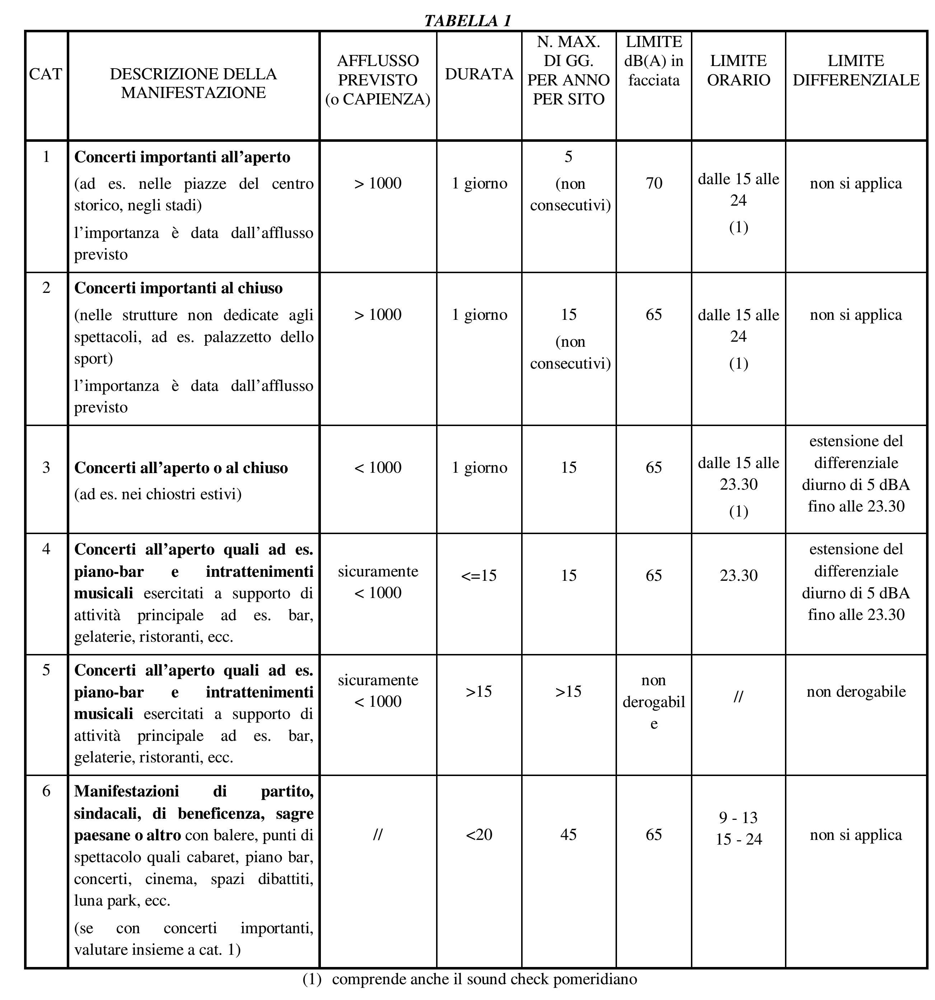 TABELLA 1
CAT
DESCRIZIONE DELLA
MANIFESTAZIONE
AFFLUSSO
PREVISTO
(o CAPIENZA)
DURATA
N. MAX.
DI GG.
PER ANNO
PER SITO
LIMITE
dB(A) in
facciata
LIMITE
ORARIO
LIMITE
DIFFERENZIALE
1
Concerti importanti all’aperto
(ad es. nelle piazze del centro
storico, negli stadi)
l’importanza è data dall’afflusso
previsto
> 1000
1 giorno
5
(non
consecutivi)
70
dalle 15 alle
24
(1)
non si applica
2
Concerti importanti al chiuso
(nelle strutture non dedicate agli
spettacoli, ad es. palazzetto dello
sport)
l’importanza è data dall’afflusso
previsto
> 1000
1 giorno
15
(non
consecutivi)
65
dalle 15 alle
24
(1)
non si applica
3
Concerti all’aperto o al chiuso
(ad es. nei chiostri estivi)
< 1000
1 giorno
15
65
dalle 15 alle
23.30
(1)
estensione del
differenziale
diurno di 5 dBA
fino alle 23.30
4
Concerti all’aperto quali ad es.
piano-bar e intrattenimenti
musicali esercitati a supporto di
attività principale ad es. bar,
gelaterie, ristoranti, ecc.
sicuramente
< 1000
<=15
15
65
23.30
estensione del
differenziale
diurno di 5 dBA
fino alle 23.30
5
Concerti all’aperto quali ad es.
piano-bar e intrattenimenti
musicali esercitati a supporto di
attività principale ad es. bar,
gelaterie, ristoranti, ecc.
sicuramente
< 1000
>15
>15
non
derogabil
e
//
non derogabile
6
Manifestazioni di partito,
sindacali, di beneficenza, sagre
paesane o altro con balere, punti di
spettacolo quali cabaret, piano bar,
concerti, cinema, spazi dibattiti,
luna park, ecc.
(se con concerti importanti,
valutare insieme a cat. 1)
//
<20
45
65
9 - 13
15 - 24
non si applica
(1) comprende anche il sound check pomeridiano